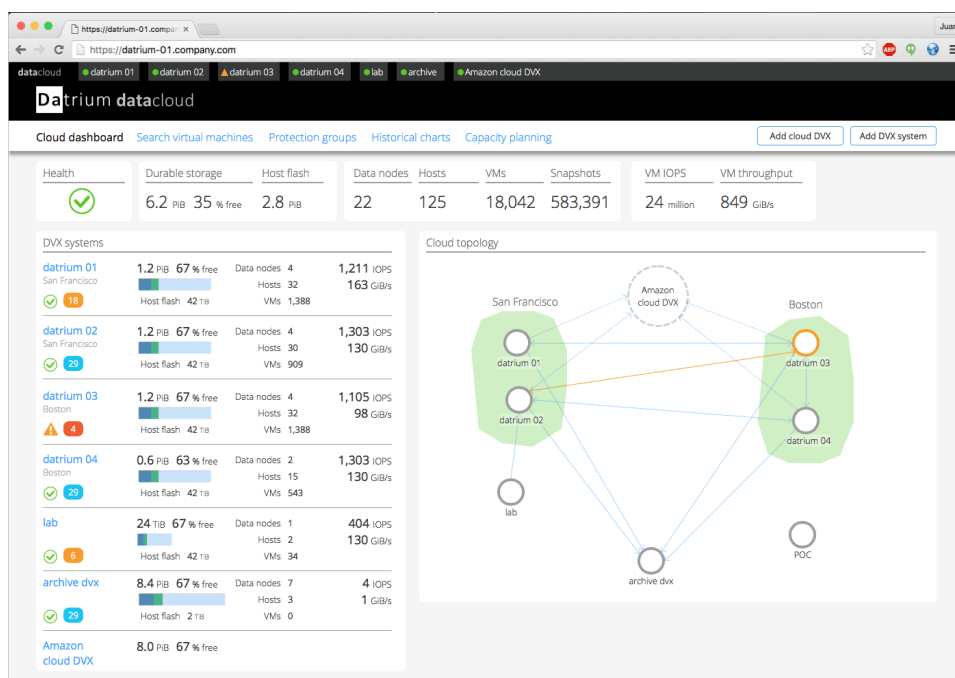 https://datrium-01.compan ×
Juan
https://datrium-01.company.com
ABP
datacloud datrium 01 datrium 02 datrium 03 datrium 04 lab archive Amazon cloud DVX
Datrium datacloud
Cloud dashboard Search virtual machines Protection groups Historical charts Capacity planning Add cloud DVX Add DVX system
Health Durable storage Host flash Data nodes Hosts VMs Snapshots VM IOPS VM throughput
6.2 PiB 35 % free 2.8 PiB 22 125 18,042 583,391 24 million 849 GiB/s
DVX systems
datrium 01 1.2 PiB 67 % free Data nodes 4 1,211 IOPS
San Francisco Hosts 32 163 GiB/s
18 Host flash 42 TiB VMs 1,388
datrium 02 1.2 PiB 67 % free Data nodes 4 1,303 IOPS
San Francisco Hosts 30 130 GiB/s
29 Host flash 42 TiB VMs 909
datrium 03 1.2 PiB 67 % free Data nodes 4 1,105 IOPS
Boston Hosts 32 98 GiB/s
4 Host flash 42 TiB VMs 1,388
datrium 04 0.6 PiB 63 % free Data nodes 2 1,303 IOPS
Boston Hosts 15 130 GiB/s
29 Host flash 42 TiB VMs 543
lab 24 TiB 67 % free Data nodes 1 404 IOPS
Hosts 2 130 GiB/s
6 Host flash 42 TiB VMs 34
archive dvx 8.4 PiB 67 % free Data nodes 7 4 IOPS
Hosts 3 1 GiB/s
29 Host flash 2 TiB VMs 0
Amazon 8.0 PiB 67 % free
cloud DVX
Cloud topology
Amazon
cloud DVX
San Francisco
Boston
datrium 01
datrium 03
datrium 02
datrium 04
lab
POC
archive dvx